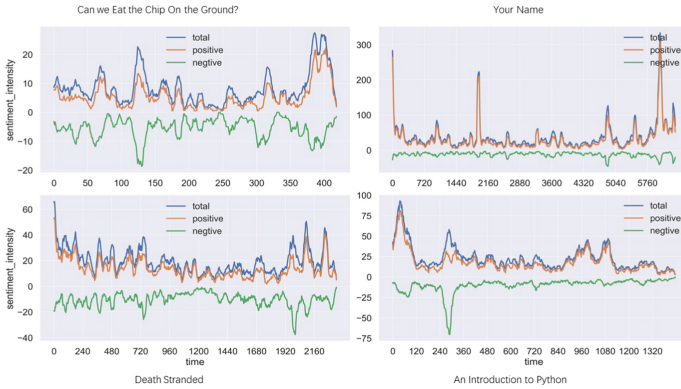 Can we Eat the Chip On the Ground?
Your Name
total
positive
negtive
sentiment_intensity
20
10
0
−10
−20
0 50 100 150 200 250 300 350 400
total
positive
negtive
300
200
100
0
0 720 1440 2160 2880 3600 4320 5040 5760
total
positive
negtive
sentiment_intensity
60
40
20
0
−20
−40
0 240 480 720 960 1200 1440 1680 1920 2160
time
total
positive
negtive
100
75
50
25
0
−25
−50
−75
0 120 240 360 480 600 720 840 960 1080 1200 1320
time
Death Stranded
An Introduction to Python